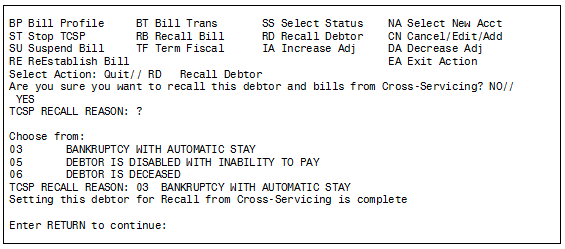 BP Bill Profile     BT Bill Trans       SS Select Status    NA Select New Acct
ST Stop TCSP        RB Recall Bill      RD Recall Debtor    CN Cancel/Edit/Add
SU Suspend Bill     TF Term Fiscal      IA Increase Adj     DA Decrease Adj
RE ReEstablish Bill                                         EA Exit Action
Select Action: Quit// RD   Recall Debtor
Are you sure you want to recall this debtor and bills from Cross-Servicing? NO//
YES
TCSP RECALL REASON: ?
Choose from:
03       BANKRUPTCY WITH AUTOMATIC STAY
05       DEBTOR IS DISABLED WITH INABILITY TO PAY
06       DEBTOR IS DECEASED
TCSP RECALL REASON: 03  BANKRUPTCY WITH AUTOMATIC STAY
Setting this debtor for Recall from Cross-Servicing is complete
Enter RETURN to continue: